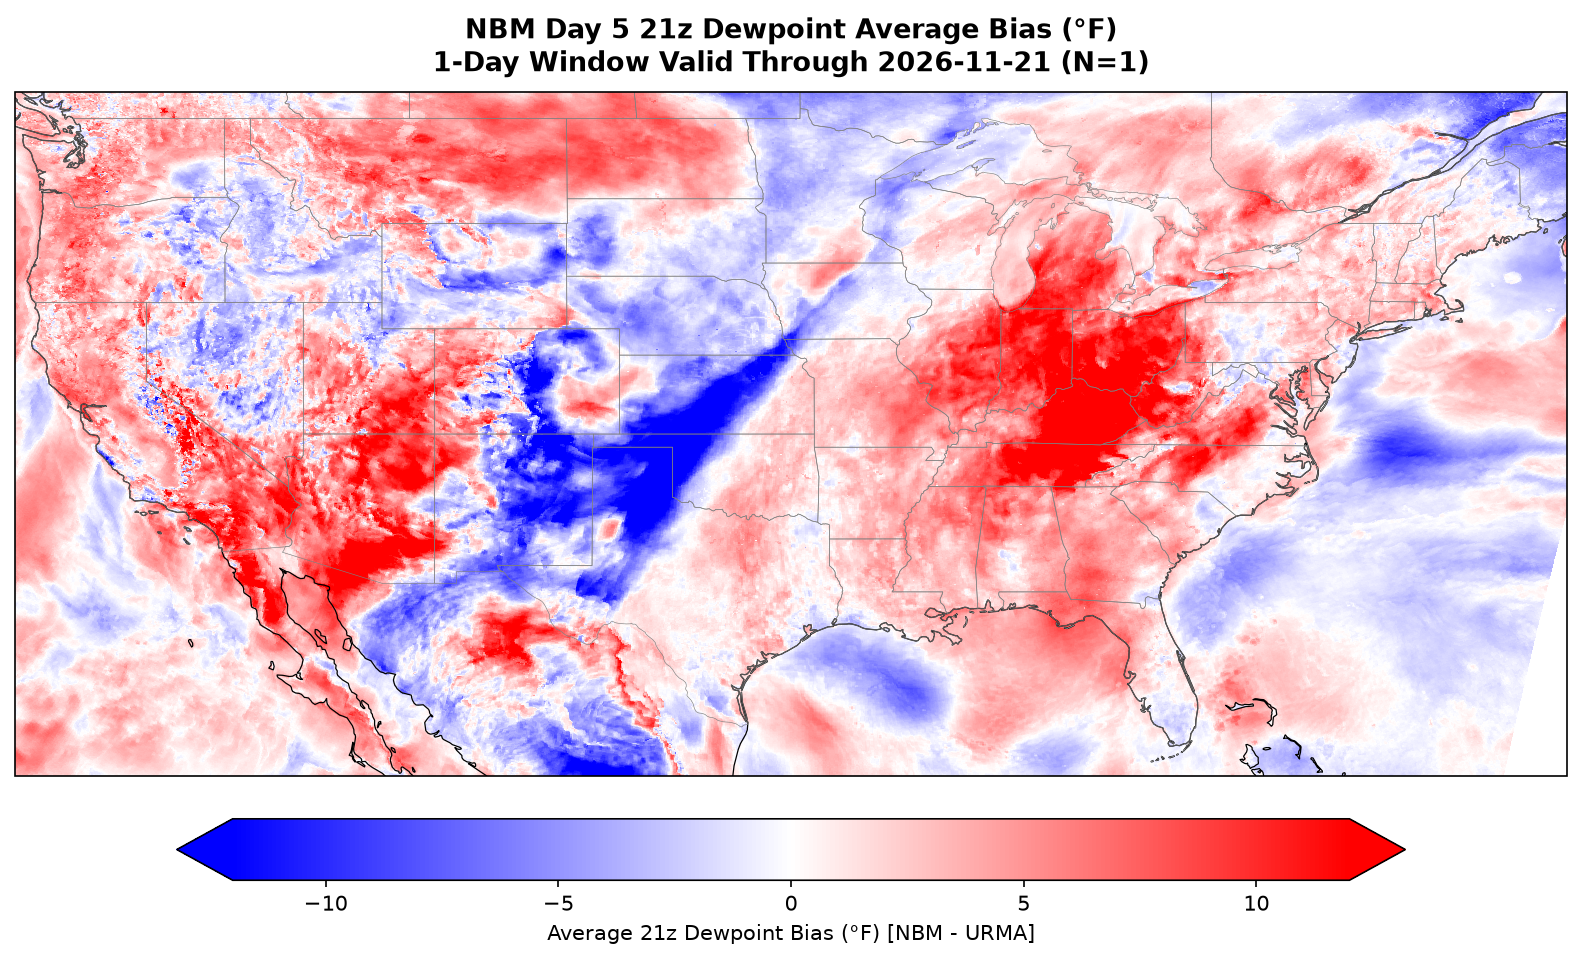 NBM Day 5 21z Dewpoint Average Bias (°F)
1-Day Window Valid Through 2026-11-21 (N=1)
−10 −5 0 5 10
Average 21z Dewpoint Bias (°F) [NBM - URMA]